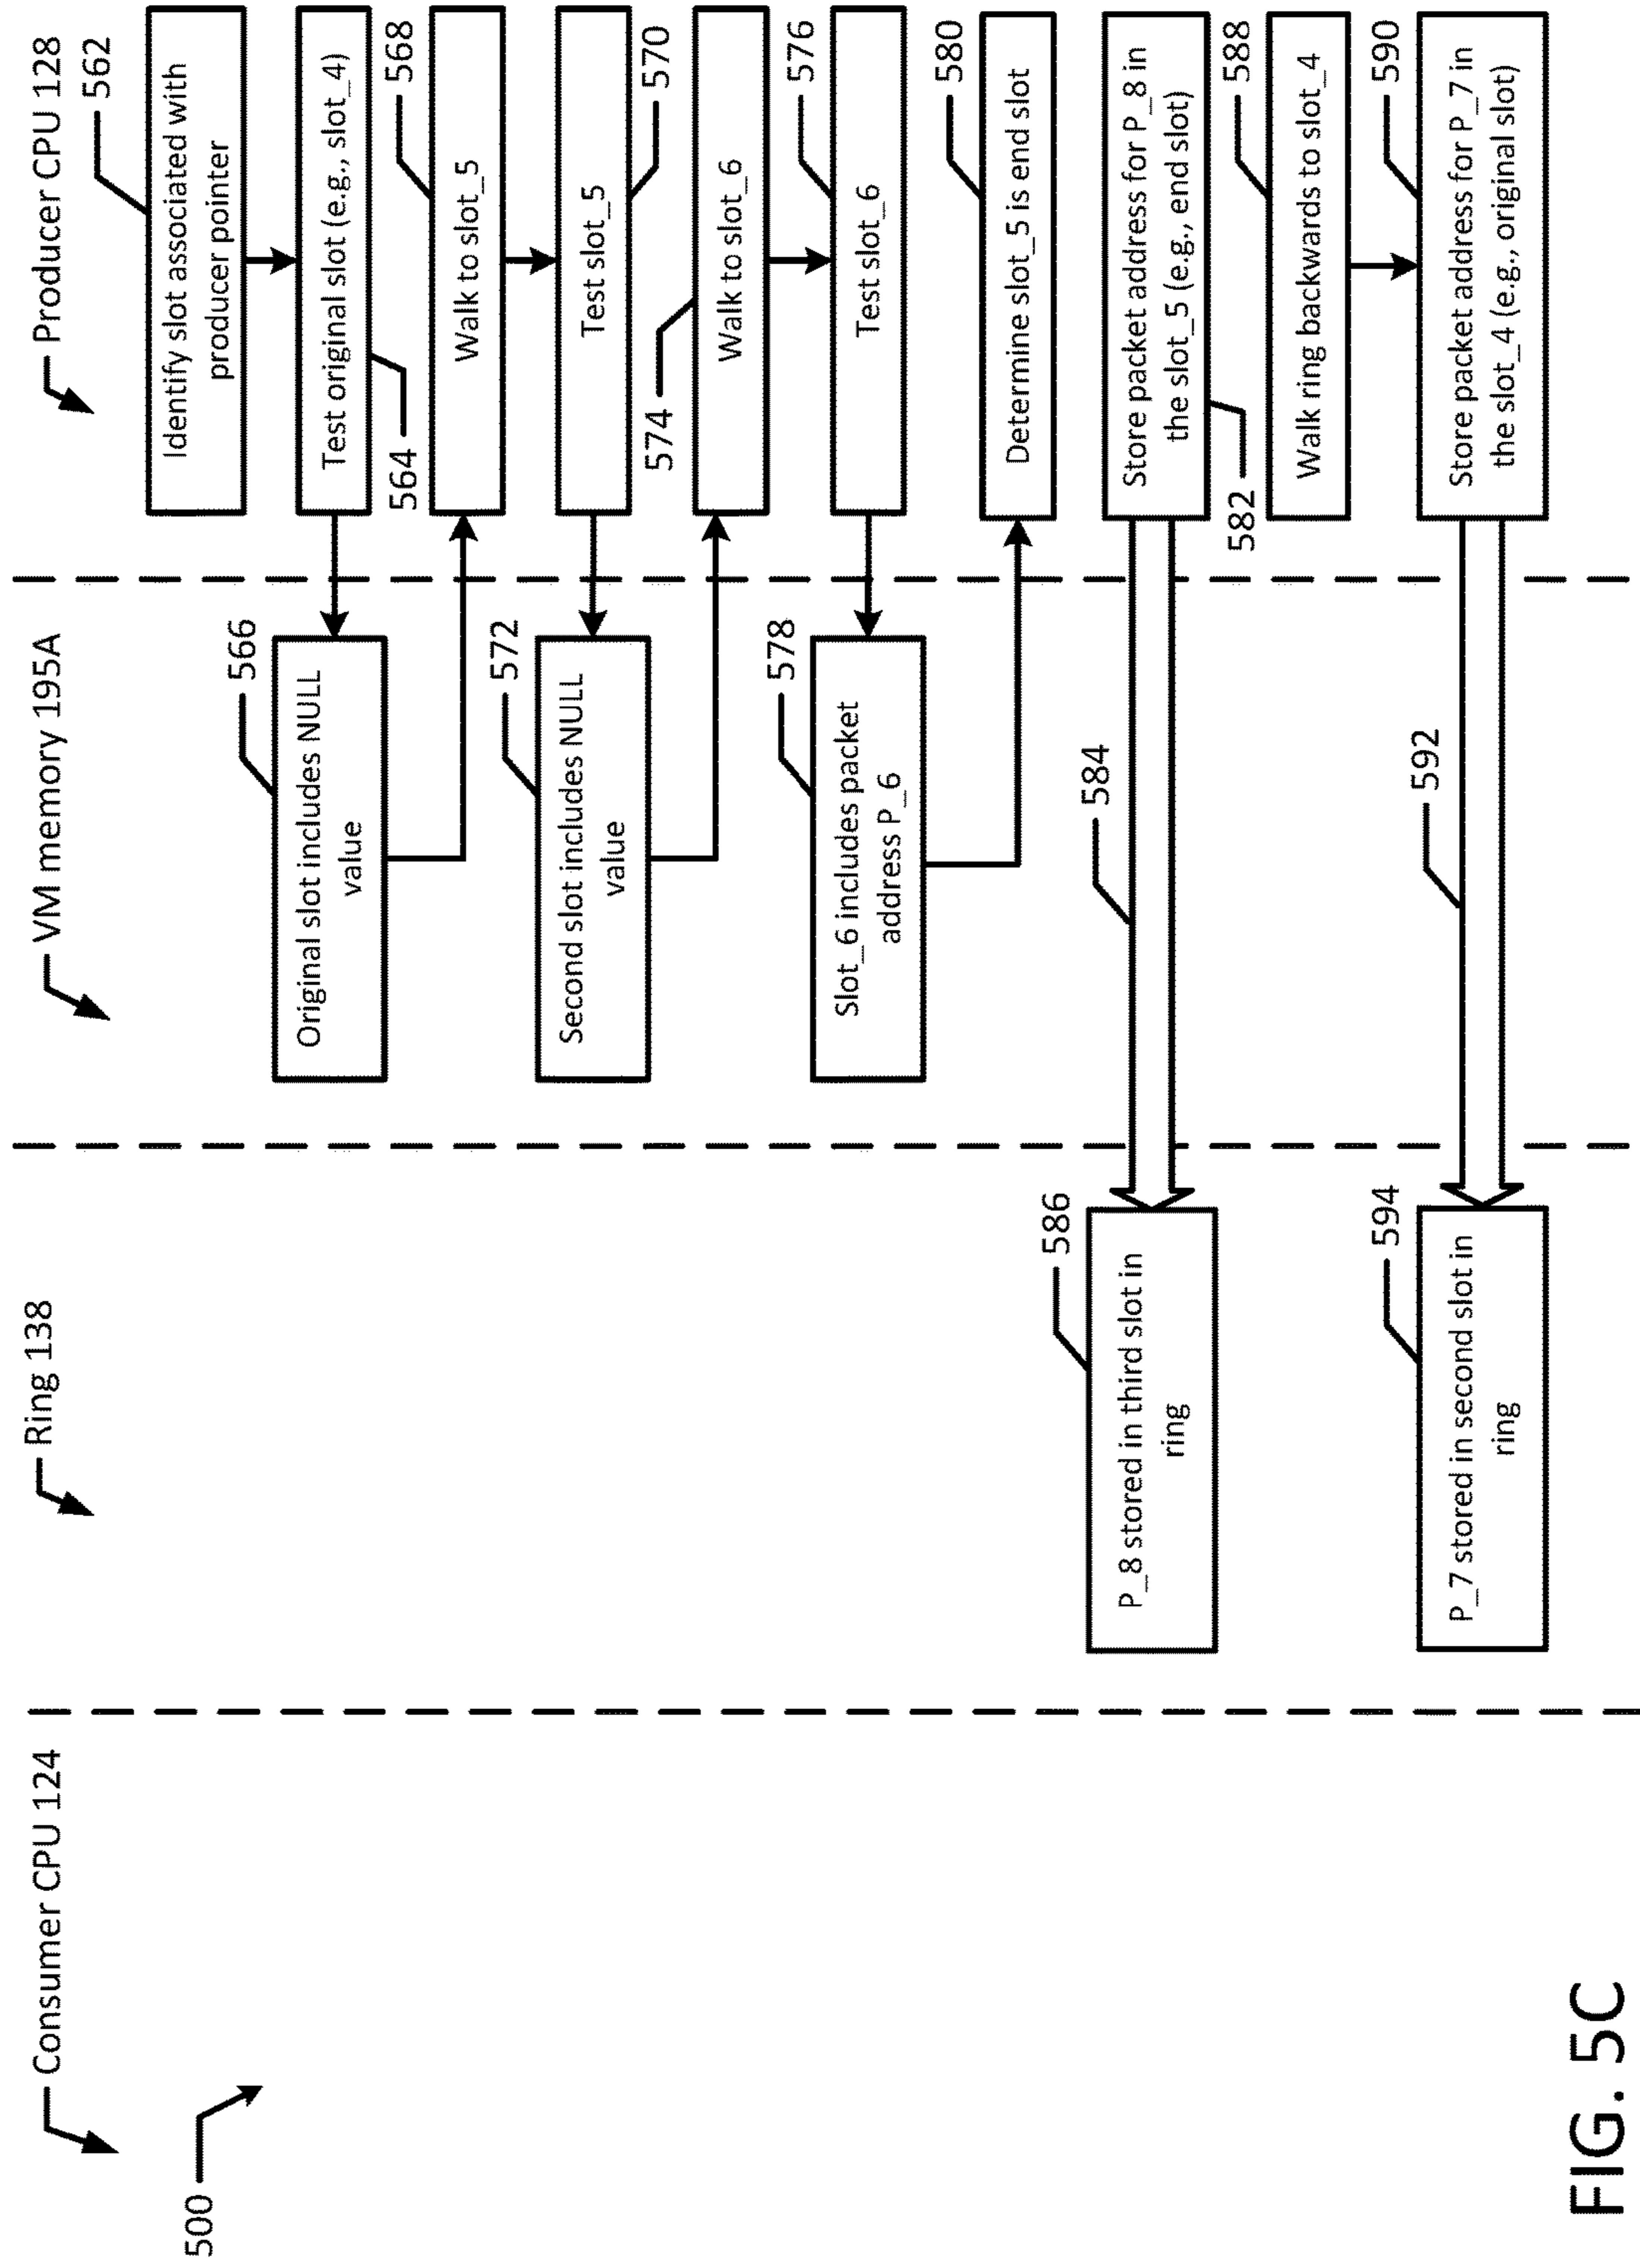 500
Consumer CPU 124
Ring 138
VM memory 195A
Producer CPU 128
562
Identify slot associated with
producer pointer
Test original slot (e.g., slot_4)
564
566
Original slot includes NULL
value
568
Walk to slot_5
Test slot_5
570
572
Second slot includes NULL
value
574
Walk to slot_6
576
Test slot_6
578
Slot_6 includes packet
address P_6
580
Determine slot_5 is end slot
Store packet address for P_8 in
the slot_5 (e.g., end slot)
582
584
586
P_8 stored in third slot in
ring
588
Walk ring backwards to slot_4
590
Store packet address for P_7 in
the slot_4 (e.g., original slot)
592
594
P_7 stored in second slot in
ring
FIG. 5C